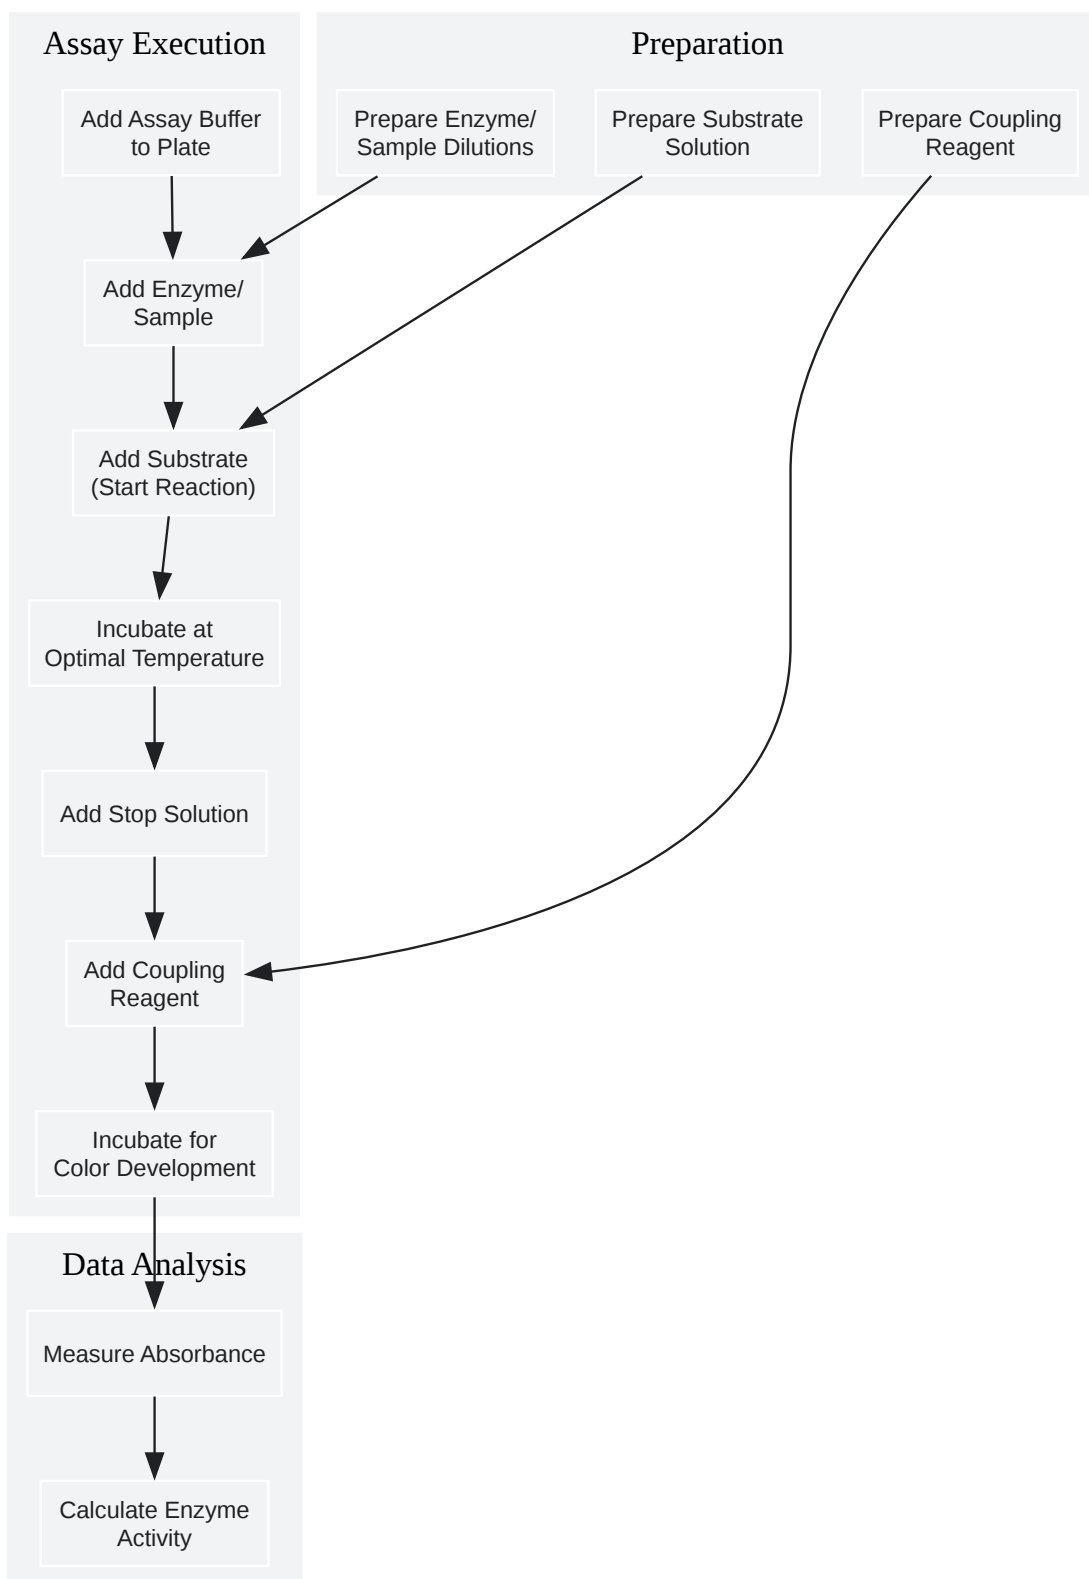 Assay Execution
Preparation
Add Assay Buffer
to Plate
Prepare Enzyme/
Sample Dilutions
Prepare Substrate
Solution
Prepare Coupling
Reagent
Add Enzyme/
Sample
Add Substrate
(Start Reaction)
Incubate at
Optimal Temperature
Add Stop Solution
Add Coupling
Reagent
Incubate for
Color Development
Data Analysis
Measure Absorbance
Calculate Enzyme
Activity